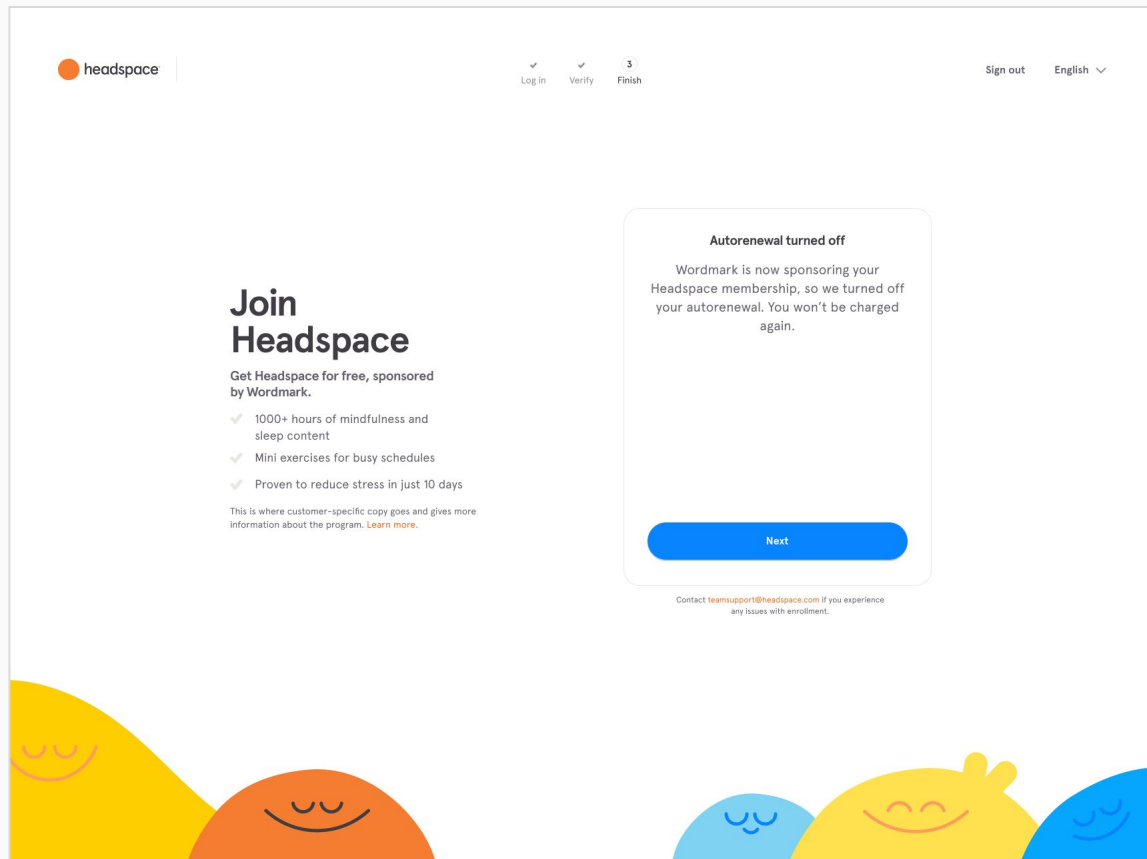 headspace
Log in
Verify
3
Finish
Sign out
English
Join
Headspace
Get Headspace for free, sponsored
by Wordmark.
1000+ hours of mindfulness and
sleep content
Mini exercises for busy schedules
Proven to reduce stress in just 10 days
This is where customer-specific copy goes and gives more
information about the program. Learn more.
Autorenewal turned off
Wordmark is now sponsoring your
Headspace membership, so we turned off
your autorenewal. You won’t be charged
again.
Next
Contact teamsupport@headspace.com if you experience
any issues with enrollment.